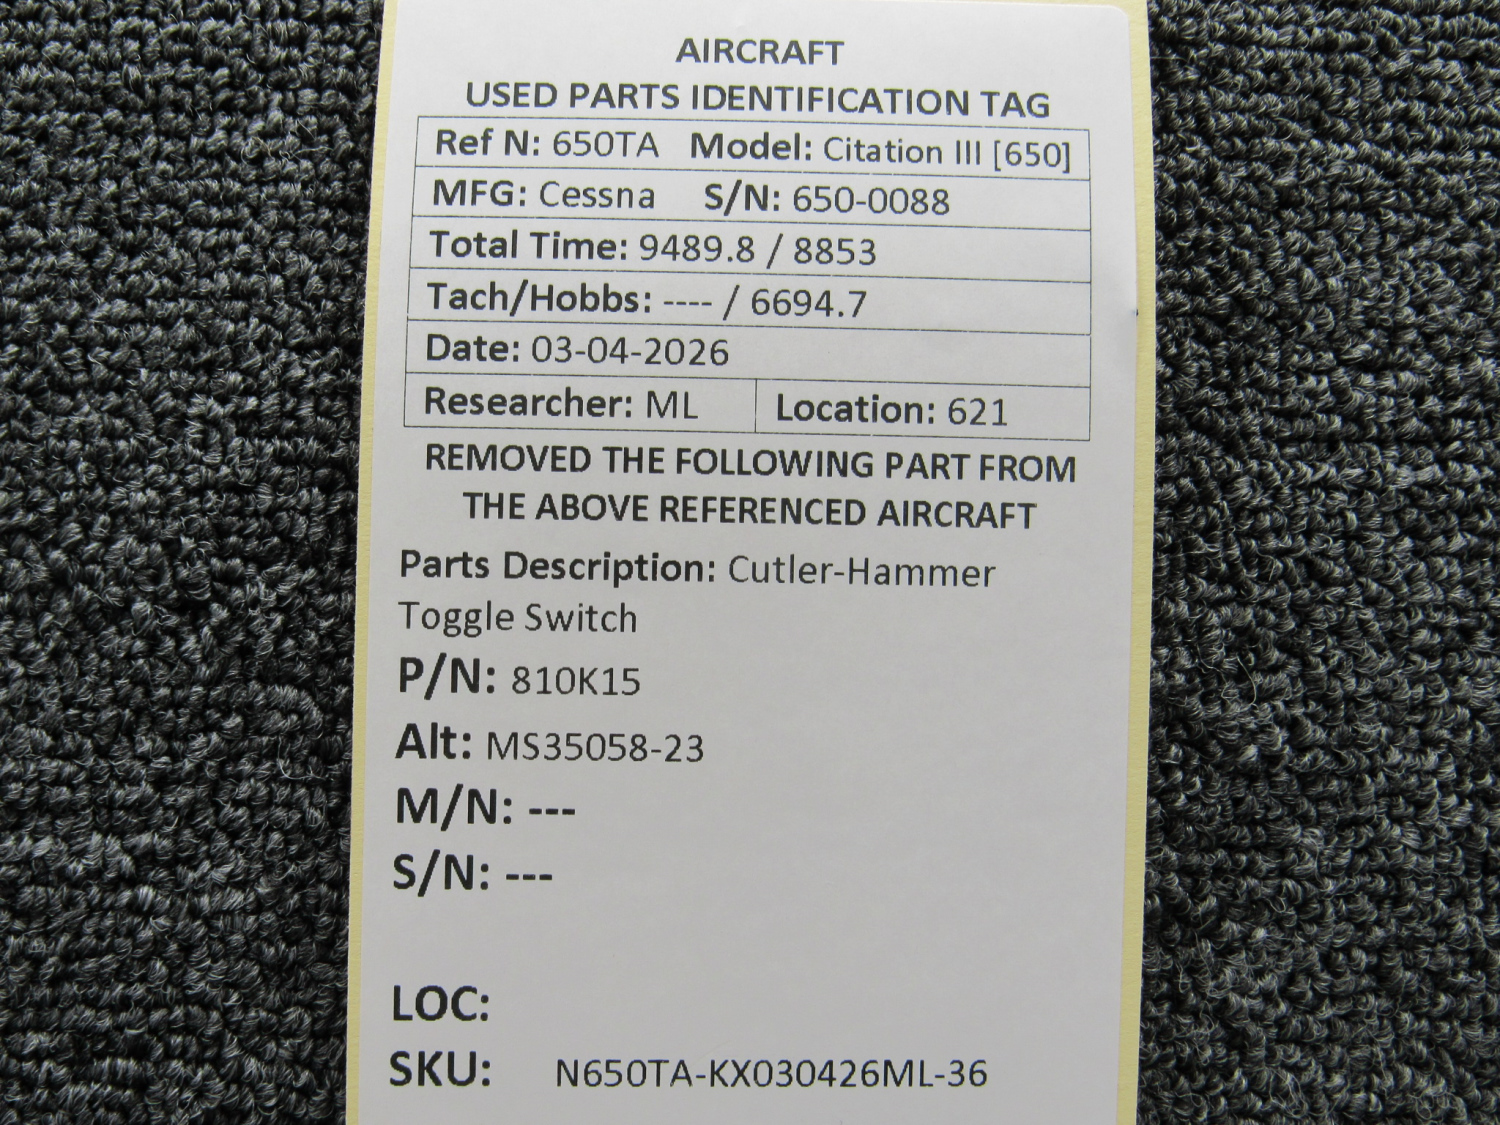 AIRCRAFT
USED PARTS IDENTIFICATION TAG
Ref N: 650TA Model: Citation III [650]
MFG: Cessna S/N: 650-0088
Total Time: 9489.8 / 8853
Tach/Hobbs: ---- / 6694.7
Date: 03-04-2026
Researcher: ML Location: 621
REMOVED THE FOLLOWING PART FROM
THE ABOVE REFERENCED AIRCRAFT
Parts Description: Cutler-Hammer
Toggle Switch
P/N: 810K15
Alt: MS35058-23
M/N: ---
S/N: ---
LOC:
SKU: N650TA-KX030426ML-36